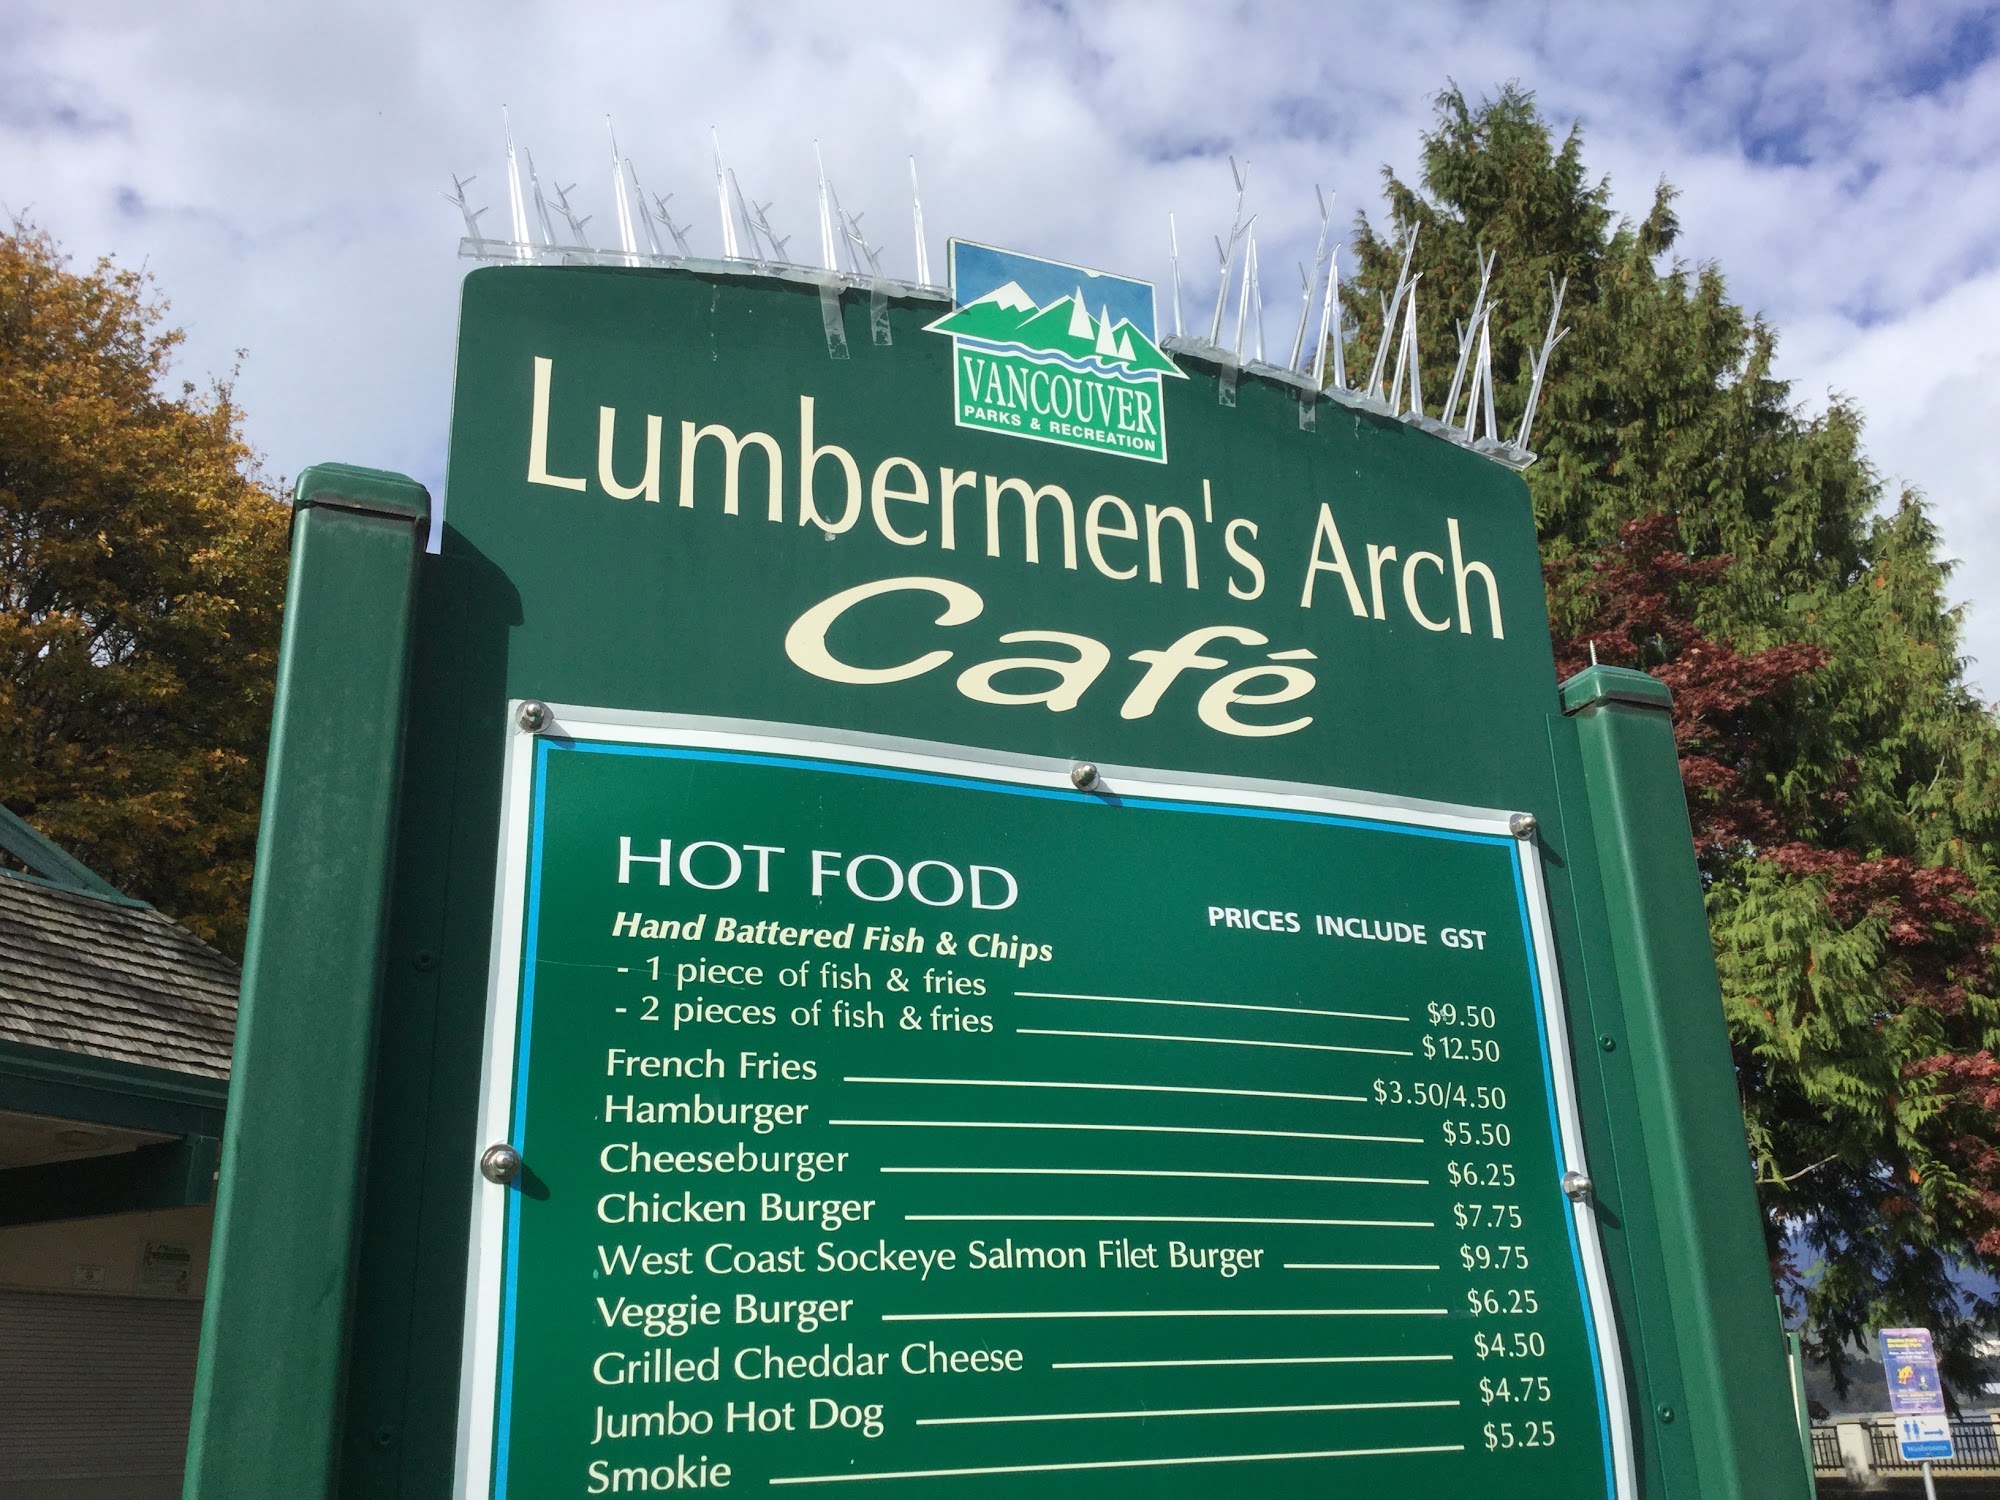 VANCOUVER
PARKS & RECREATION
Lumbermen's Arch
Café
HOT FOOD
PRICES INCLUDE GST
Hand Battered Fish & Chips
- 1 piece of fish & fries $9.50
- 2 pieces of fish & fries $12.50
French Fries $3.50/4.50
Hamburger $5.50
Cheeseburger $6.25
Chicken Burger $7.75
West Coast Sockeye Salmon Filet Burger $9.75
Veggie Burger $6.25
Grilled Cheddar Cheese $4.50
Jumbo Hot Dog $4.75
Smokie $5.25
Washrooms